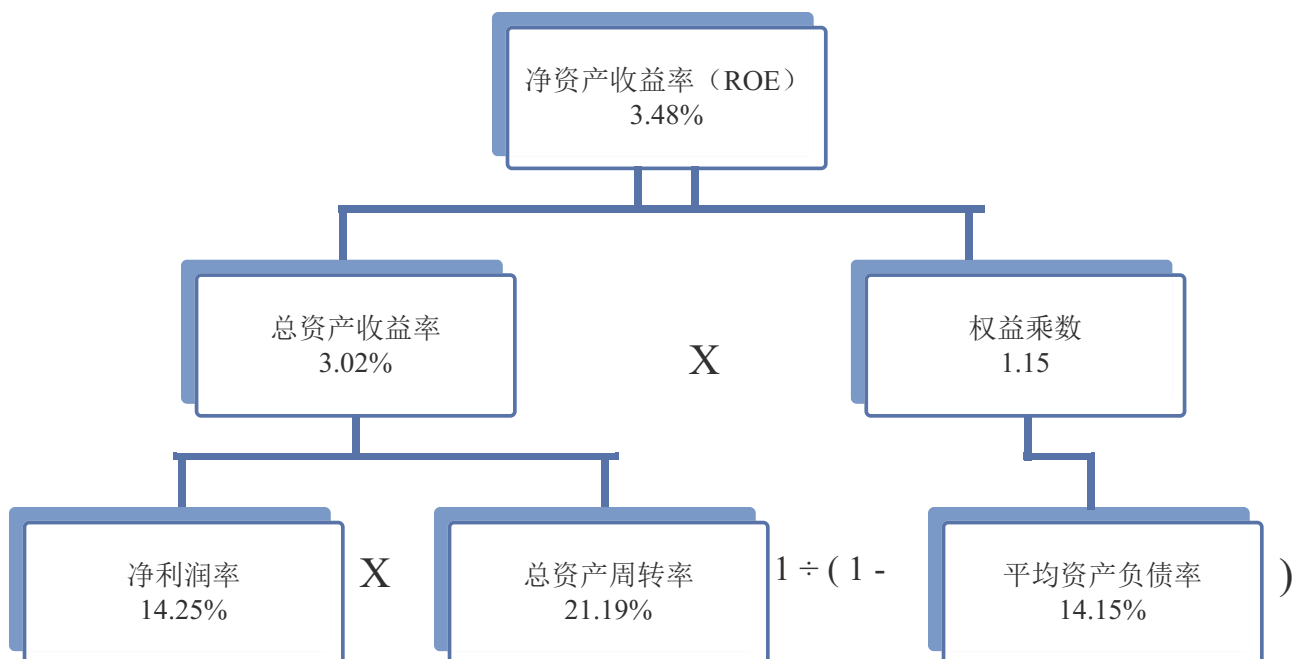 净资产收益率（ROE）
3.48%
总资产收益率
3.02%
X
权益乘数
1.15
净利润率
14.25%
X
总资产周转率
21.19%
1 ÷ ( 1 -
平均资产负债率
14.15%
)